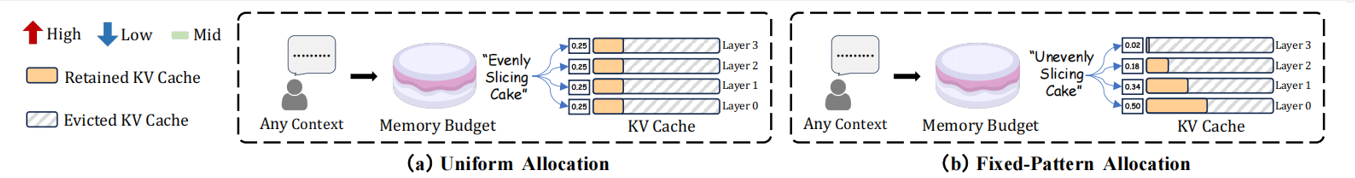 High Low Mid
Retained KV Cache
Evicted KV Cache
........
Any Context
Memory Budget
“Evenly
Slicing
Cake”
0.25 Layer 3
0.25 Layer 2
0.25 Layer 1
0.25 Layer 0
KV Cache
(a) Uniform Allocation
........
Any Context
Memory Budget
“Unevenly
Slicing
Cake”
0.02 Layer 3
0.18 Layer 2
0.34 Layer 1
0.50 Layer 0
KV Cache
(b) Fixed-Pattern Allocation